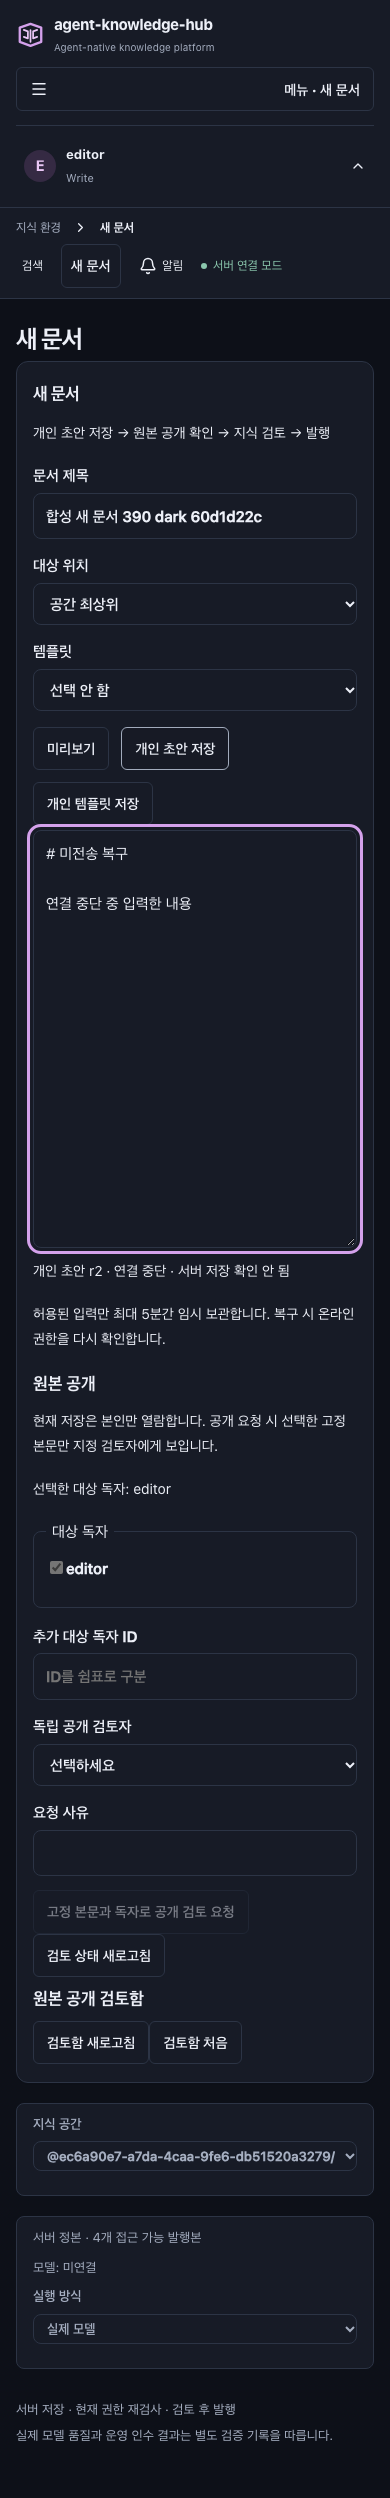 agent-knowledge-hub
Agent-native knowledge platform
메뉴 · 새 문서
E
editor
Write
지식 환경
새 문서
검색
새 문서
알림
서버 연결 모드
새 문서
새 문서
개인 초안 저장 → 원본 공개 확인 → 지식 검토 → 발행
문서 제목
합성 새 문서 390 dark 60d1d22c
대상 위치
공간 최상위
템플릿
선택 안 함
미리보기
개인 초안 저장
개인 템플릿 저장
# 미전송 복구
연결 중단 중 입력한 내용
개인 초안 r2 · 연결 중단 · 서버 저장 확인 안 됨
허용된 입력만 최대 5분간 임시 보관합니다. 복구 시 온라인
권한을 다시 확인합니다.
원본 공개
현재 저장은 본인만 열람합니다. 공개 요청 시 선택한 고정
본문만 지정 검토자에게 보입니다.
선택한 대상 독자: editor
대상 독자
editor
추가 대상 독자 ID
ID를 쉼표로 구분
독립 공개 검토자
선택하세요
요청 사유
고정 본문과 독자로 공개 검토 요청
검토 상태 새로고침
원본 공개 검토함
검토함 새로고침
검토함 처음
지식 공간
@ec6a90e7-a7da-4caa-9fe6-db51520a3279/
서버 정본 · 4개 접근 가능 발행본
모델: 미연결
실행 방식
실제 모델
서버 저장 · 현재 권한 재검사 · 검토 후 발행
실제 모델 품질과 운영 인수 결과는 별도 검증 기록을 따릅니다.